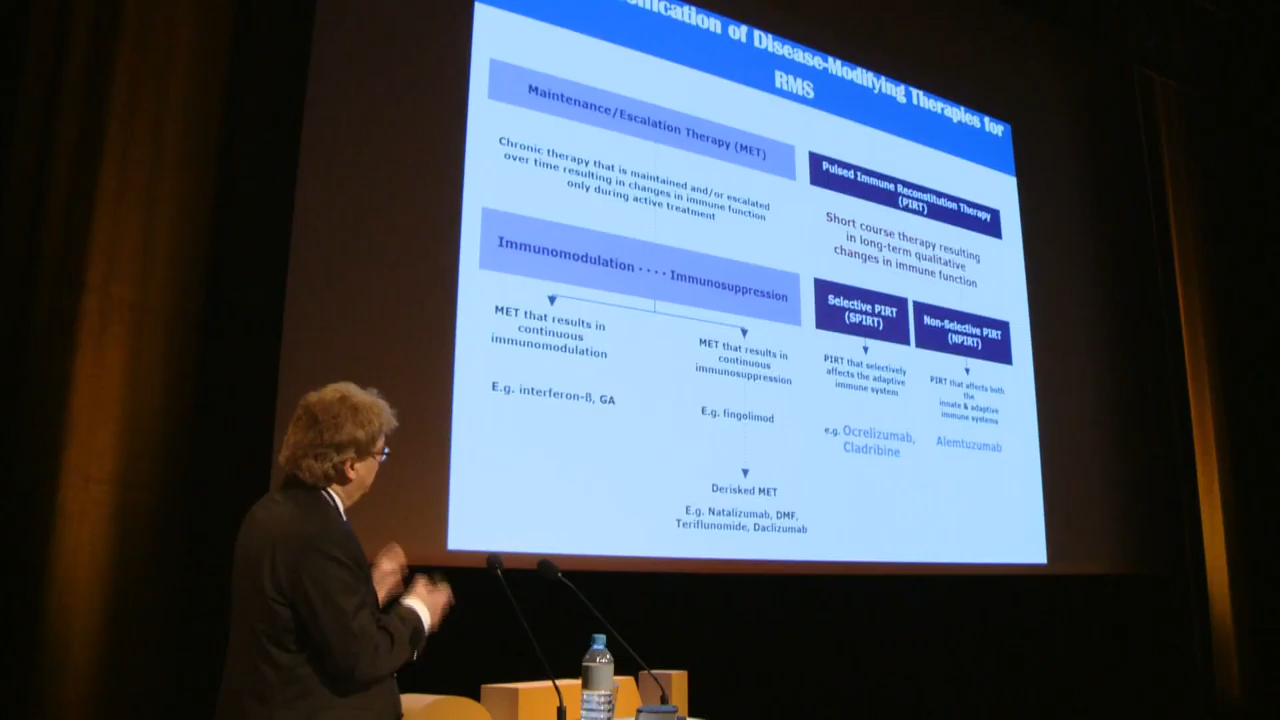 of Disease-Modifying Therapies for
RMS
Maintenance/Escalation Therapy (MET)
Chronic therapy that is maintained and/or escalated
over time resulting in changes in immune function
only during active treatment
Immunomodulation · · · · Immunosuppression
MET that results in
continuous
immunomodulation
E.g. interferon-ß, GA
MET that results in
continuous
immunosuppression
E.g. fingolimod
Derisked MET
E.g. Natalizumab, DMF,
Teriflunomide, Daclizumab
Pulsed Immune Reconstitution Therapy
(PIRT)
Short course therapy resulting
in long-term qualitative
changes in immune function
Selective PIRT
(SPIRT)
PIRT that selectively
affects the adaptive
immune system
e.g. Ocrelizumab,
Cladribine
Non-Selective PIRT
(NPIRT)
PIRT that affects both
the
innate & adaptive
immune systems
Alemtuzumab